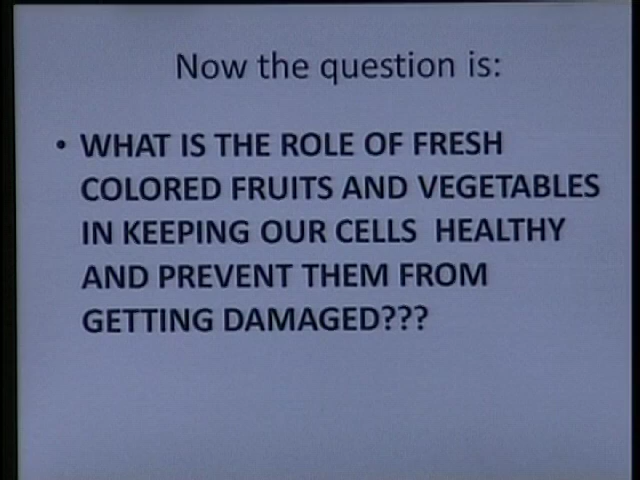 Now the question is:
• WHAT IS THE ROLE OF FRESH
COLORED FRUITS AND VEGETABLES
IN KEEPING OUR CELLS  HEALTHY
AND PREVENT THEM FROM
GETTING DAMAGED???